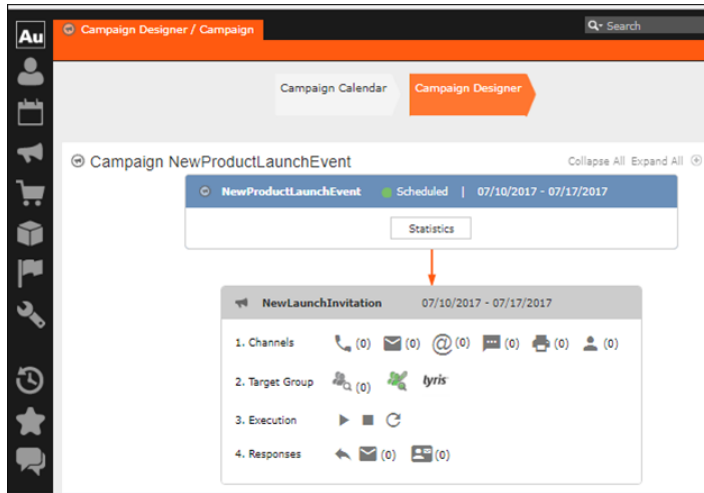 Au
Campaign Designer / Campaign
Search
Campaign Calendar
Campaign Designer
Campaign NewProductLaunchEvent
Collapse All Expand All
NewProductLaunchEvent Scheduled | 07/10/2017 - 07/17/2017
Statistics
NewLaunchInvitation 07/10/2017 - 07/17/2017
1. Channels (0) (0) @ (0) (0) (0) (0)
2. Target Group (0) lyris
3. Execution
4. Responses (0) (0)